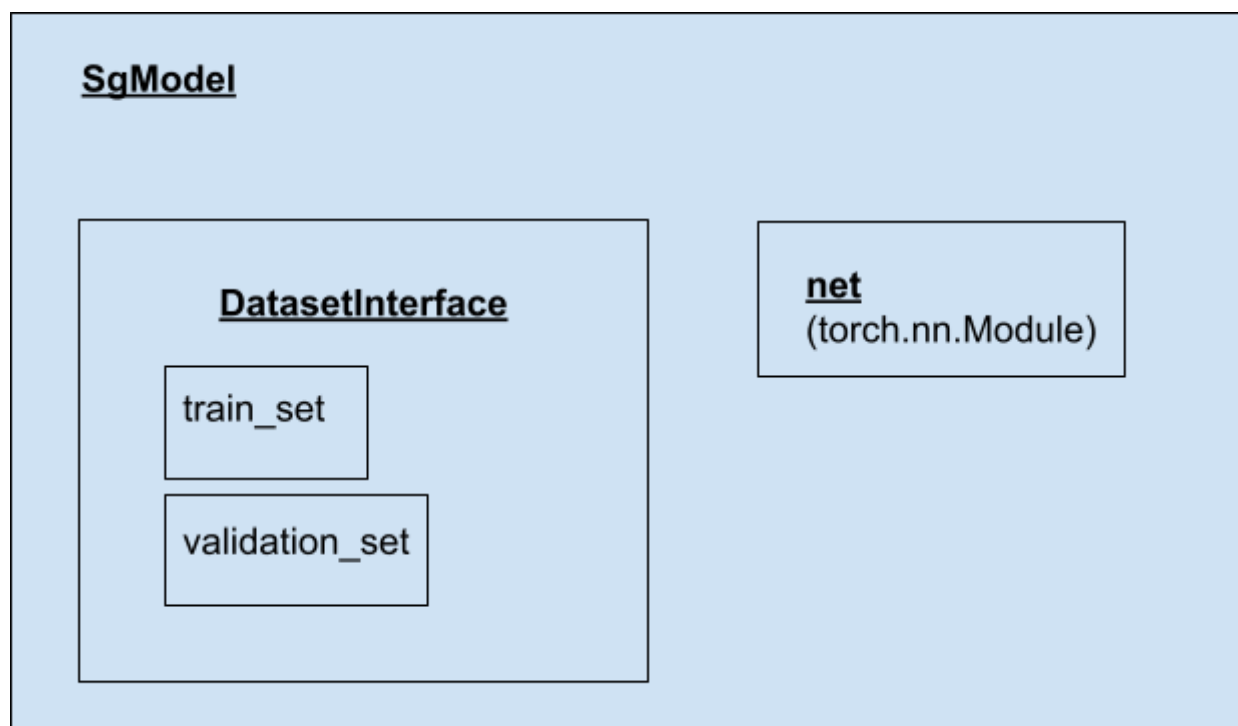 SgModel
DatasetInterface
train_set
validation_set
net
(torch.nn.Module)